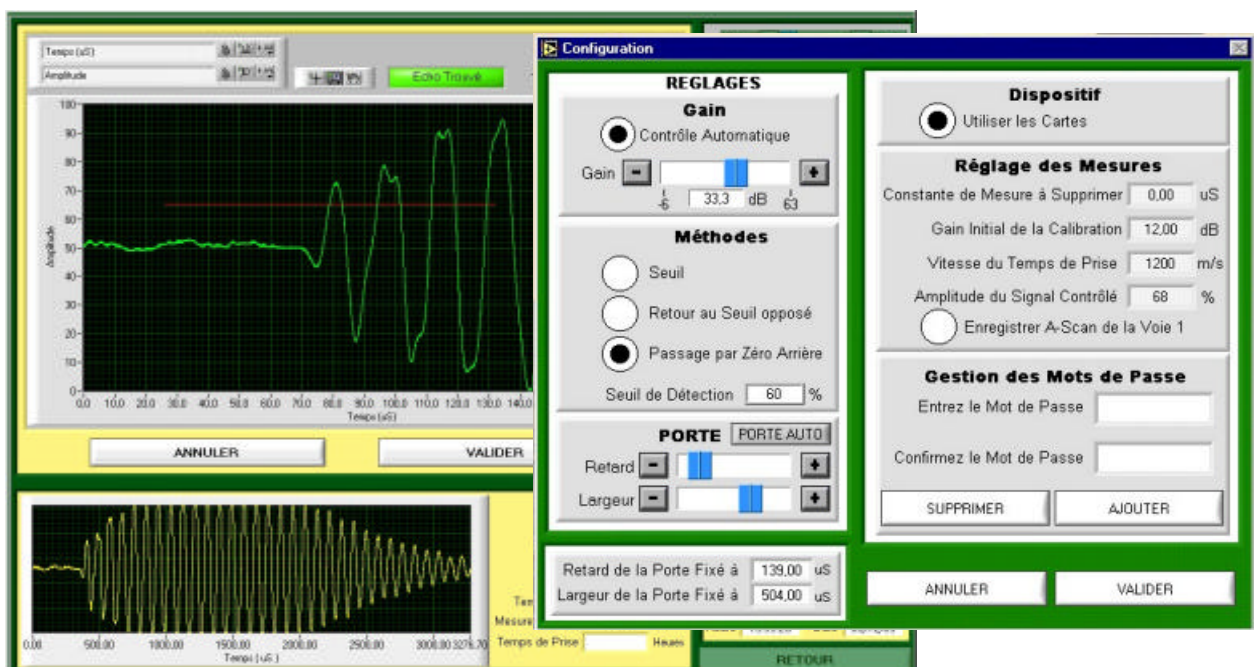 Temps (uS)
Amplitude
Echo Trouvé
100
90
80
70
60
50
40
30
20
10
0
Amplitude
0,0 10,0 20,0 30,0 40,0 50,0 60,0 70,0 80,0 90,0 100,0 110,0 120,0 130,0 140,0
Temps (uS)
ANNULER
VALIDER
0.00 500.00 1000.00 1500.00 2000.00 2500.00 3000.00 3276.70
Temps (uS)
Mesure
Temps de Prise
Heures
RETOUR
Configuration
REGLAGES
Gain
Contrôle Automatique
Gain - +
-6 33,3 dB 63
Méthodes
Seuil
Retour au Seuil opposé
Passage par Zéro Arrière
Seuil de Détection 60 %
PORTE PORTE AUTO
Retard - +
Largeur - +
Retard de la Porte Fixé à 139,00 uS
Largeur de la Porte Fixé à 504,00 uS
Dispositif
Utiliser les Cartes
Réglage des Mesures
Constante de Mesure à Supprimer 0,00 uS
Gain Initial de la Calibration 12,00 dB
Vitesse du Temps de Prise 1200 m/s
Amplitude du Signal Contrôlé 68 %
Enregistrer A-Scan de la Voie 1
Gestion des Mots de Passe
Entrez le Mot de Passe
Confirmez le Mot de Passe
SUPPRIMER AJOUTER
ANNULER VALIDER